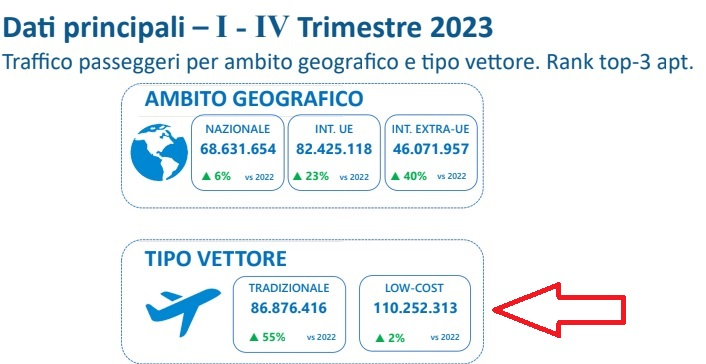 Dati principali – I - IV Trimestre 2023
Traffico passeggeri per ambito geografico e tipo vettore. Rank top-3 apt.
AMBITO GEOGRAFICO
NAZIONALE
68.631.654
▲ 6% vs 2022
INT. UE
82.425.118
▲ 23% vs 2022
INT. EXTRA-UE
46.071.957
▲ 40% vs 2022
TIPO VETTORE
TRADIZIONALE
86.876.416
▲ 55% vs 2022
LOW-COST
110.252.313
▲ 2% vs 2022